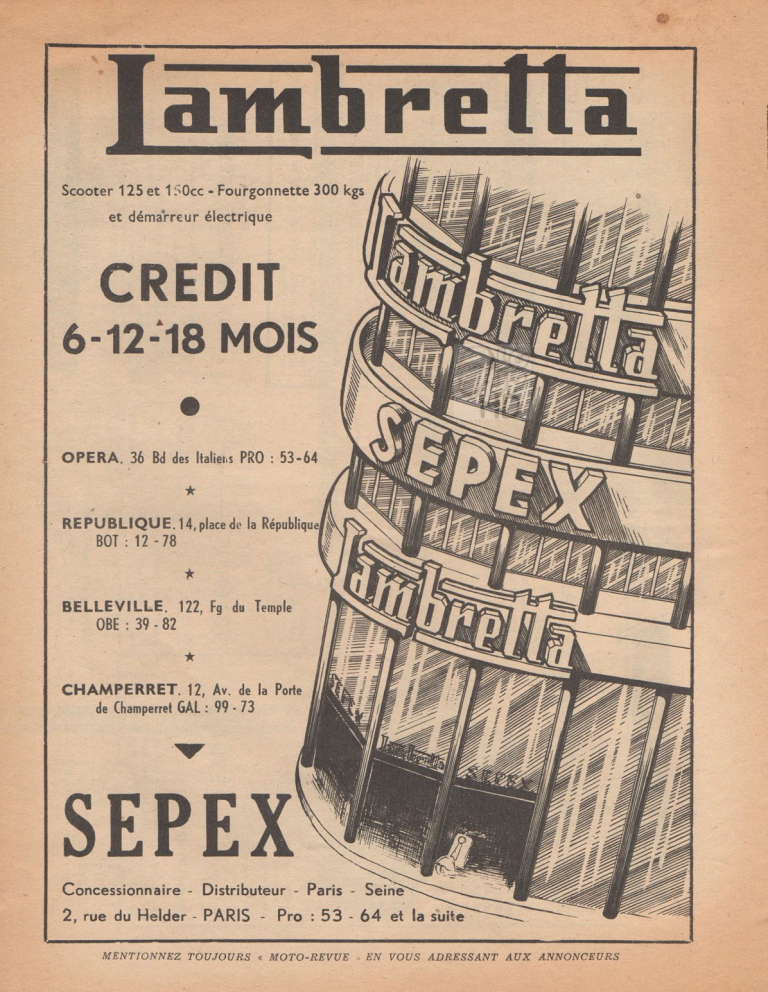 Lambretta
Scooter 125 et 150cc - Fourgonnette 300 kgs
et démarreur électrique
CREDIT
6-12-18 MOIS
OPERA. 36 Bd des Italiens PRO : 53-64
REPUBLIQUE. 14, place de la République
BOT : 12 - 78
BELLEVILLE. 122, Fg du Temple
OBE : 39 - 82
CHAMPERRET. 12, Av. de la Porte
de Champerret GAL : 99 - 73
SEPEX
Concessionnaire - Distributeur - Paris - Seine
2, rue du Helder - PARIS - Pro : 53 - 64 et la suite
Lambretta
SEPEX
Lambretta
SEPEX
Lambretta SEPEX
MENTIONNEZ TOUJOURS « MOTO-REVUE » EN VOUS ADRESSANT AUX ANNONCEURS